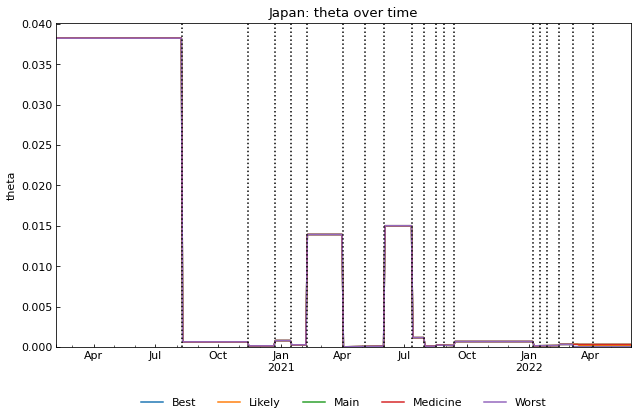 Japan: theta over time
0.040
0.035
0.030
0.025
0.020
0.015
0.010
0.005
0.000
theta
Apr Jul Oct Jan Apr Jul Oct Jan Apr
2021 2022
Best Likely Main Medicine Worst